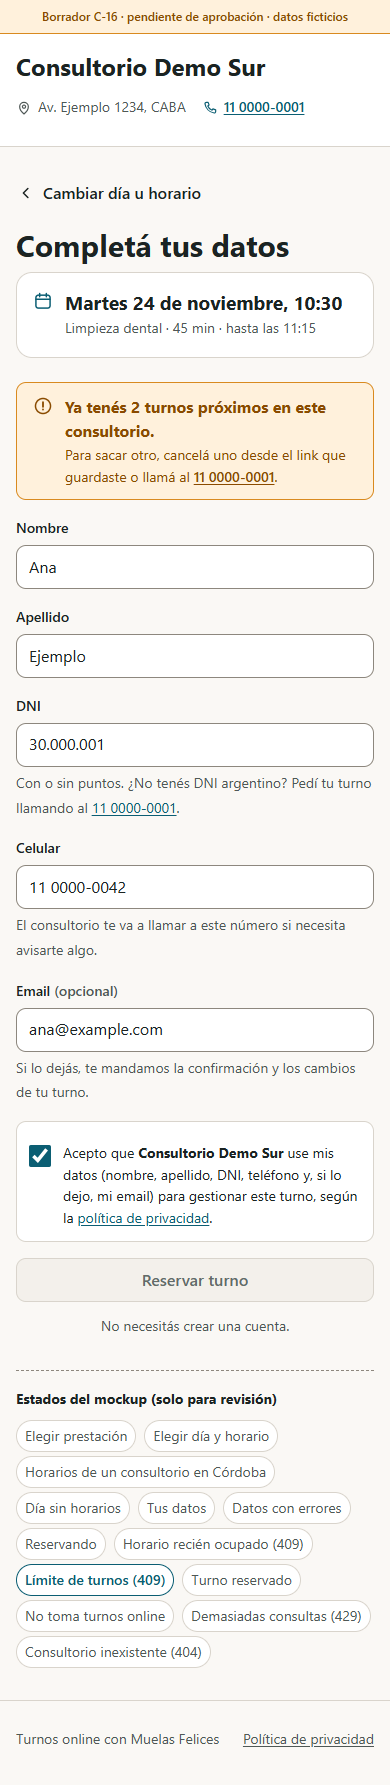 Borrador C-16 · pendiente de aprobación · datos ficticios
Consultorio Demo Sur
Av. Ejemplo 1234, CABA 11 0000-0001
Cambiar día u horario
Completá tus datos
Martes 24 de noviembre, 10:30
Limpieza dental · 45 min · hasta las 11:15
Ya tenés 2 turnos próximos en este
consultorio.
Para sacar otro, cancelá uno desde el link que
guardaste o llamá al 11 0000-0001.
Nombre
Ana
Apellido
Ejemplo
DNI
30.000.001
Con o sin puntos. ¿No tenés DNI argentino? Pedí tu turno
llamando al 11 0000-0001.
Celular
11 0000-0042
El consultorio te va a llamar a este número si necesita
avisarte algo.
Email (opcional)
ana@example.com
Si lo dejás, te mandamos la confirmación y los cambios
de tu turno.
Acepto que Consultorio Demo Sur use mis
datos (nombre, apellido, DNI, teléfono y, si lo
dejo, mi email) para gestionar este turno, según
la política de privacidad.
Reservar turno
No necesitás crear una cuenta.
Estados del mockup (solo para revisión)
Elegir prestación Elegir día y horario
Horarios de un consultorio en Córdoba
Día sin horarios Tus datos Datos con errores
Reservando Horario recién ocupado (409)
Límite de turnos (409) Turno reservado
No toma turnos online Demasiadas consultas (429)
Consultorio inexistente (404)
Turnos online con Muelas Felices Política de privacidad